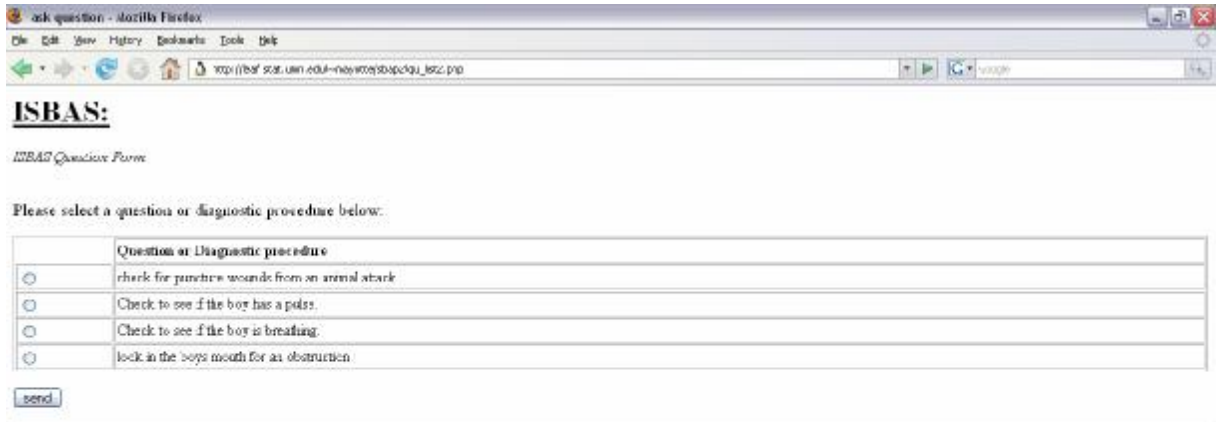 ask question - Mozilla Firefox
File Edit View History Bookmarks Tools Help
Google
ISBAS:
ISBAS Question Form
Please select a question or diagnostic procedure below:
Question or Diagnostic procedure
check for puncture wounds from an animal attack
Check to see if the boy has a pulse.
Check to see if the boy is breathing.
look in the boys mouth for an obstruction
send